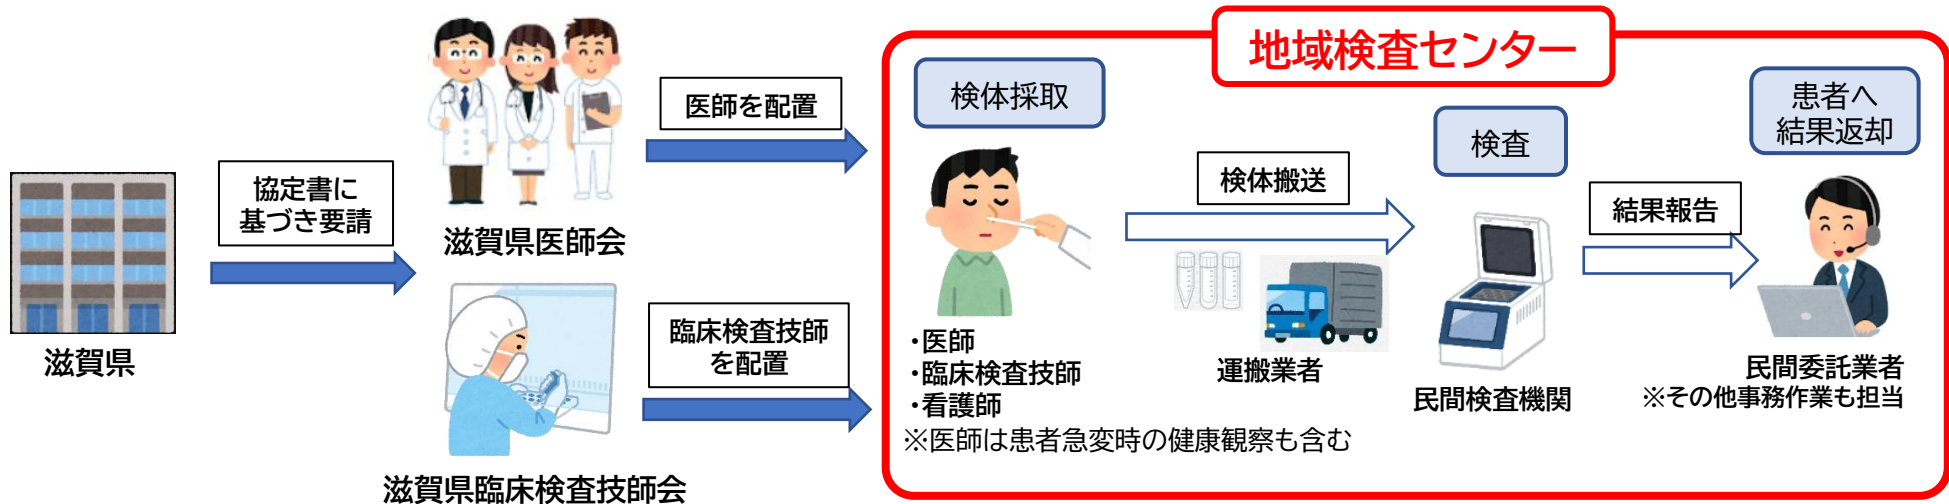 滋賀県
協定書に
基づき要請
滋賀県医師会
滋賀県臨床検査技師会
医師を配置
臨床検査技師
を配置
地域検査センター
検体採取
・医師
・臨床検査技師
・看護師
※医師は患者急変時の健康観察も含む
検体搬送
運搬業者
検査
民間検査機関
結果報告
患者へ
結果返却
民間委託業者
※その他事務作業も担当